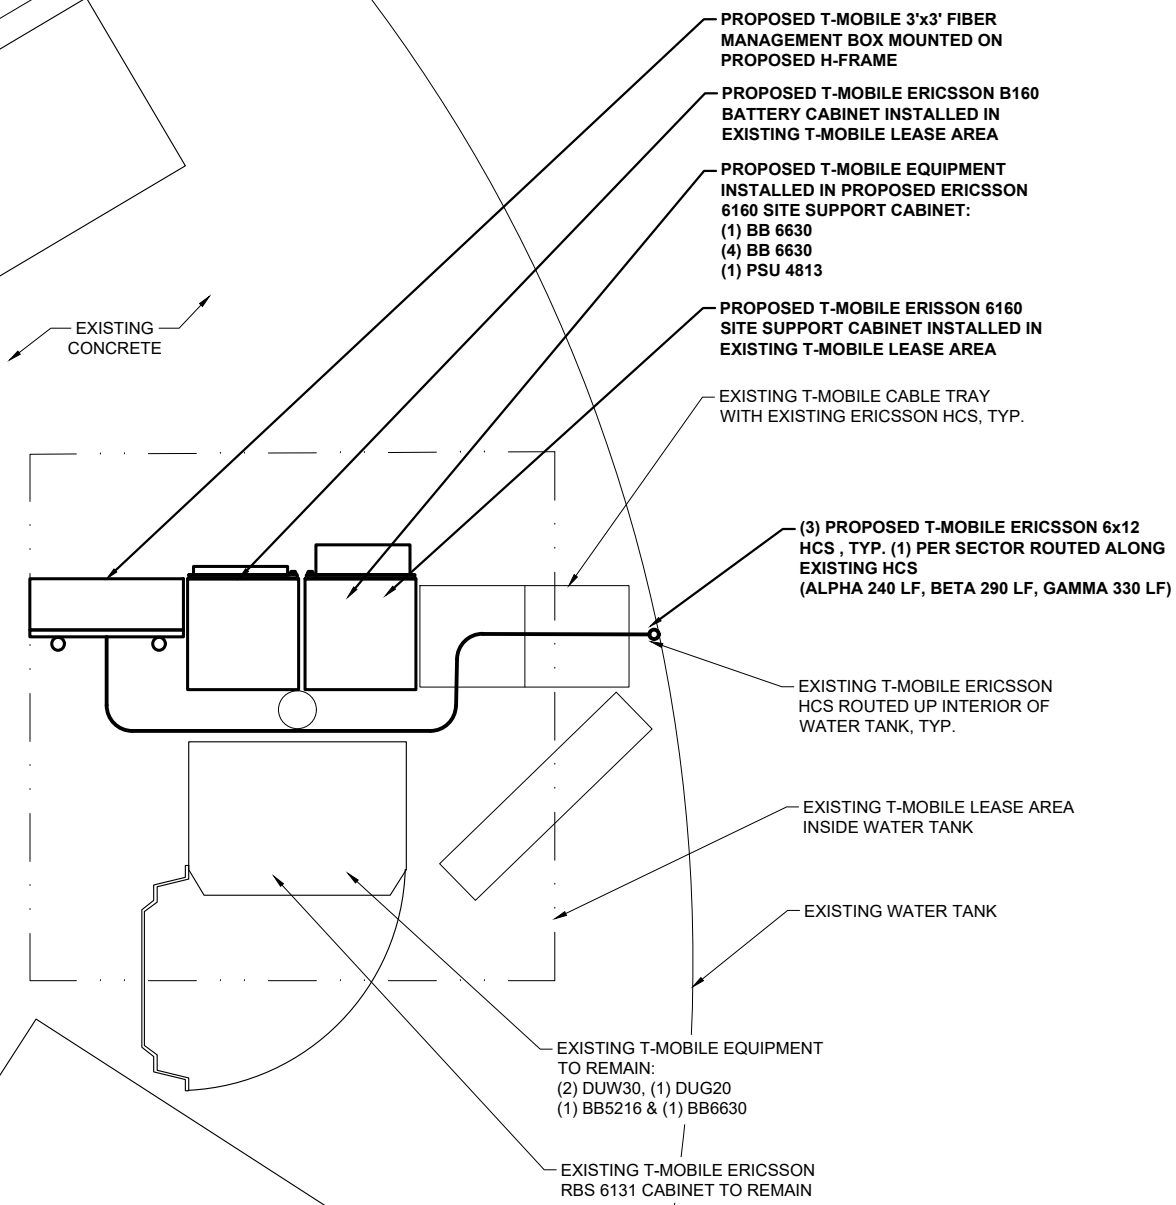 PROPOSED T-MOBILE 3'x3' FIBER
MANAGEMENT BOX MOUNTED ON
PROPOSED H-FRAME
PROPOSED T-MOBILE ERICSSON B160
BATTERY CABINET INSTALLED IN
EXISTING T-MOBILE LEASE AREA
PROPOSED T-MOBILE EQUIPMENT
INSTALLED IN PROPOSED ERICSSON
6160 SITE SUPPORT CABINET:
(1) BB 6630
(4) BB 6630
(1) PSU 4813
PROPOSED T-MOBILE ERISSON 6160
SITE SUPPORT CABINET INSTALLED IN
EXISTING T-MOBILE LEASE AREA
EXISTING
CONCRETE
EXISTING T-MOBILE CABLE TRAY
WITH EXISTING ERICSSON HCS, TYP.
(3) PROPOSED T-MOBILE ERICSSON 6x12
HCS , TYP. (1) PER SECTOR ROUTED ALONG
EXISTING HCS
(ALPHA 240 LF, BETA 290 LF, GAMMA 330 LF)
EXISTING T-MOBILE ERICSSON
HCS ROUTED UP INTERIOR OF
WATER TANK, TYP.
EXISTING T-MOBILE LEASE AREA
INSIDE WATER TANK
EXISTING WATER TANK
EXISTING T-MOBILE EQUIPMENT
TO REMAIN:
(2) DUW30, (1) DUG20
(1) BB5216 & (1) BB6630
EXISTING T-MOBILE ERICSSON
RBS 6131 CABINET TO REMAIN